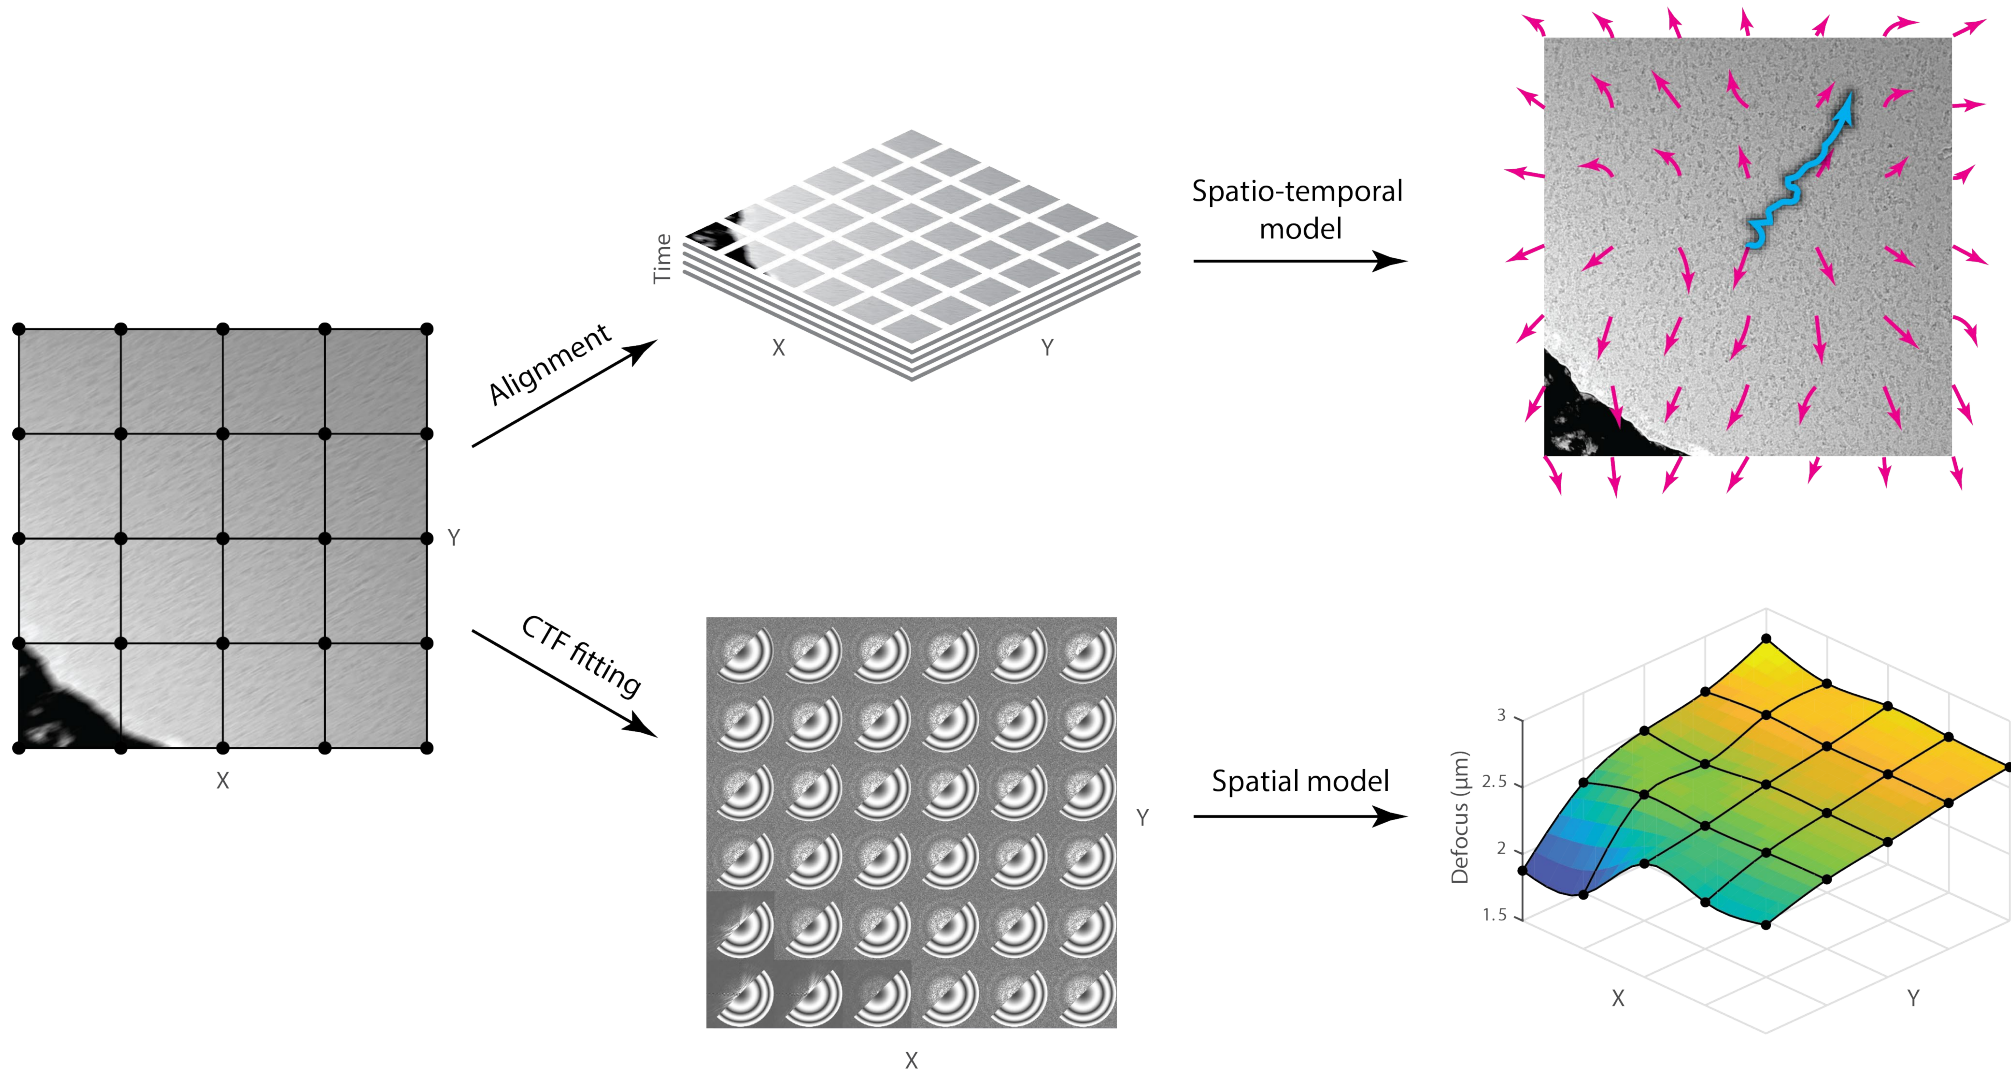 Y
X
Alignment
CTF fitting
Time
X
Y
Y
X
Spatio-temporal
model
Spatial model
Defocus (μm)
3
2.5
2
1.5
X
Y